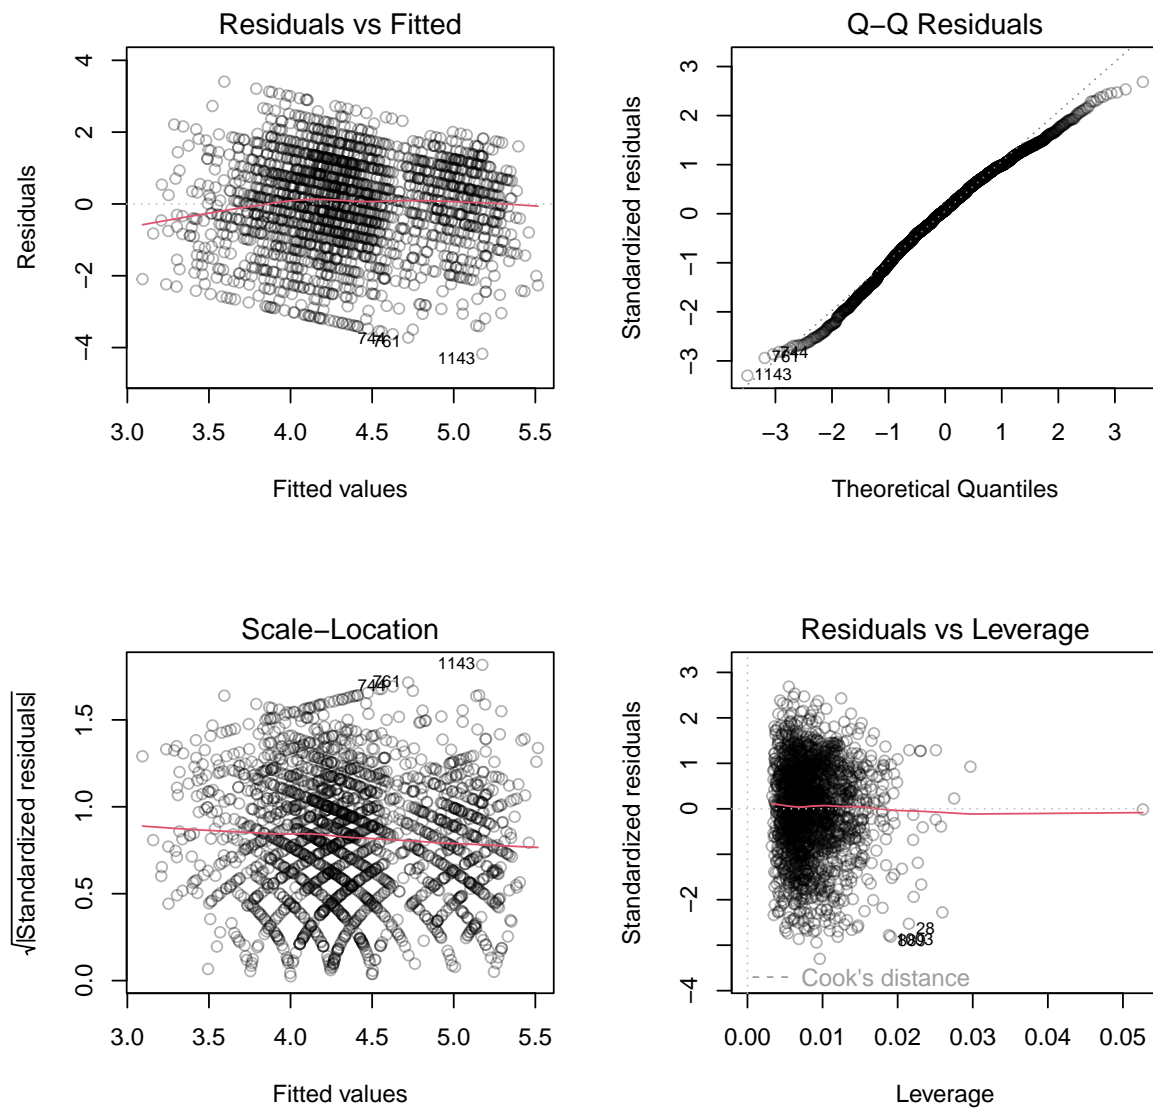 Residuals vs Fitted
Residuals
4
2
0
−2
−4
744
761
1143
3.0 3.5 4.0 4.5 5.0 5.5
Fitted values
Q−Q Residuals
Standardized residuals
3
2
1
0
−1
−2
−3
744
761
1143
−3 −2 −1 0 1 2 3
Theoretical Quantiles
Scale−Location
√|Standardized residuals|
1.5
1.0
0.5
0.0
1143
761
744
3.0 3.5 4.0 4.5 5.0 5.5
Fitted values
Residuals vs Leverage
Standardized residuals
3
2
1
0
−2
−4
28
Cook's distance
0.00 0.01 0.02 0.03 0.04 0.05
Leverage